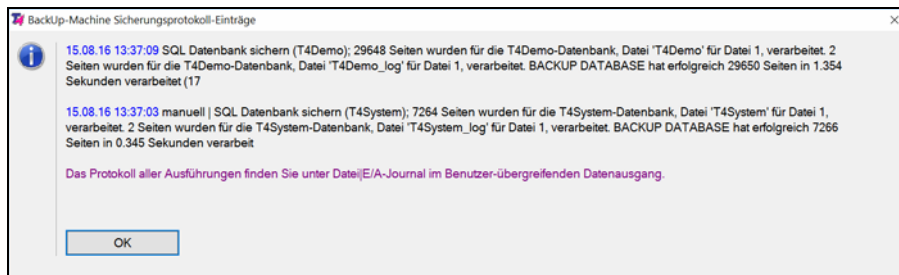 BackUp-Machine Sicherungsprotokoll-Einträge
15.08.16 13:37:09 SQL Datenbank sichern (T4Demo); 29648 Seiten wurden für die T4Demo-Datenbank, Datei 'T4Demo' für Datei 1, verarbeitet. 2
Seiten wurden für die T4Demo-Datenbank, Datei 'T4Demo_log' für Datei 1, verarbeitet. BACKUP DATABASE hat erfolgreich 29650 Seiten in 1.354
Sekunden verarbeitet (17
15.08.16 13:37:03 manuell | SQL Datenbank sichern (T4System); 7264 Seiten wurden für die T4System-Datenbank, Datei 'T4System' für Datei 1,
verarbeitet. 2 Seiten wurden für die T4System-Datenbank, Datei 'T4System_log' für Datei 1, verarbeitet. BACKUP DATABASE hat erfolgreich 7266
Seiten in 0.345 Sekunden verarbeit
Das Protokoll aller Ausführungen finden Sie unter Datei|E/A-Journal im Benutzer-übergreifenden Datenausgang.
OK